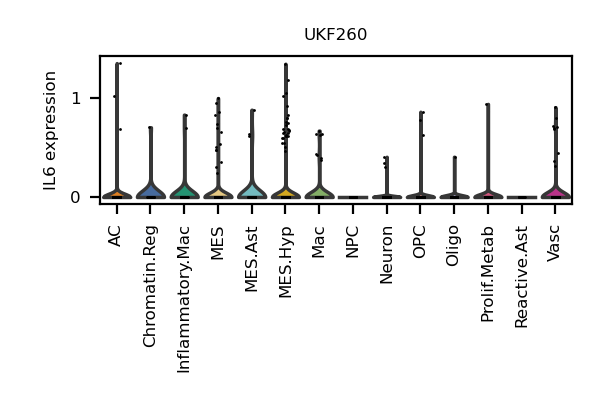 UKF260
IL6 expression
1
0
AC
Chromatin.Reg
Inflammatory.Mac
MES
MES.Ast
MES.Hyp
Mac
NPC
Neuron
OPC
Oligo
Prolif.Metab
Reactive.Ast
Vasc